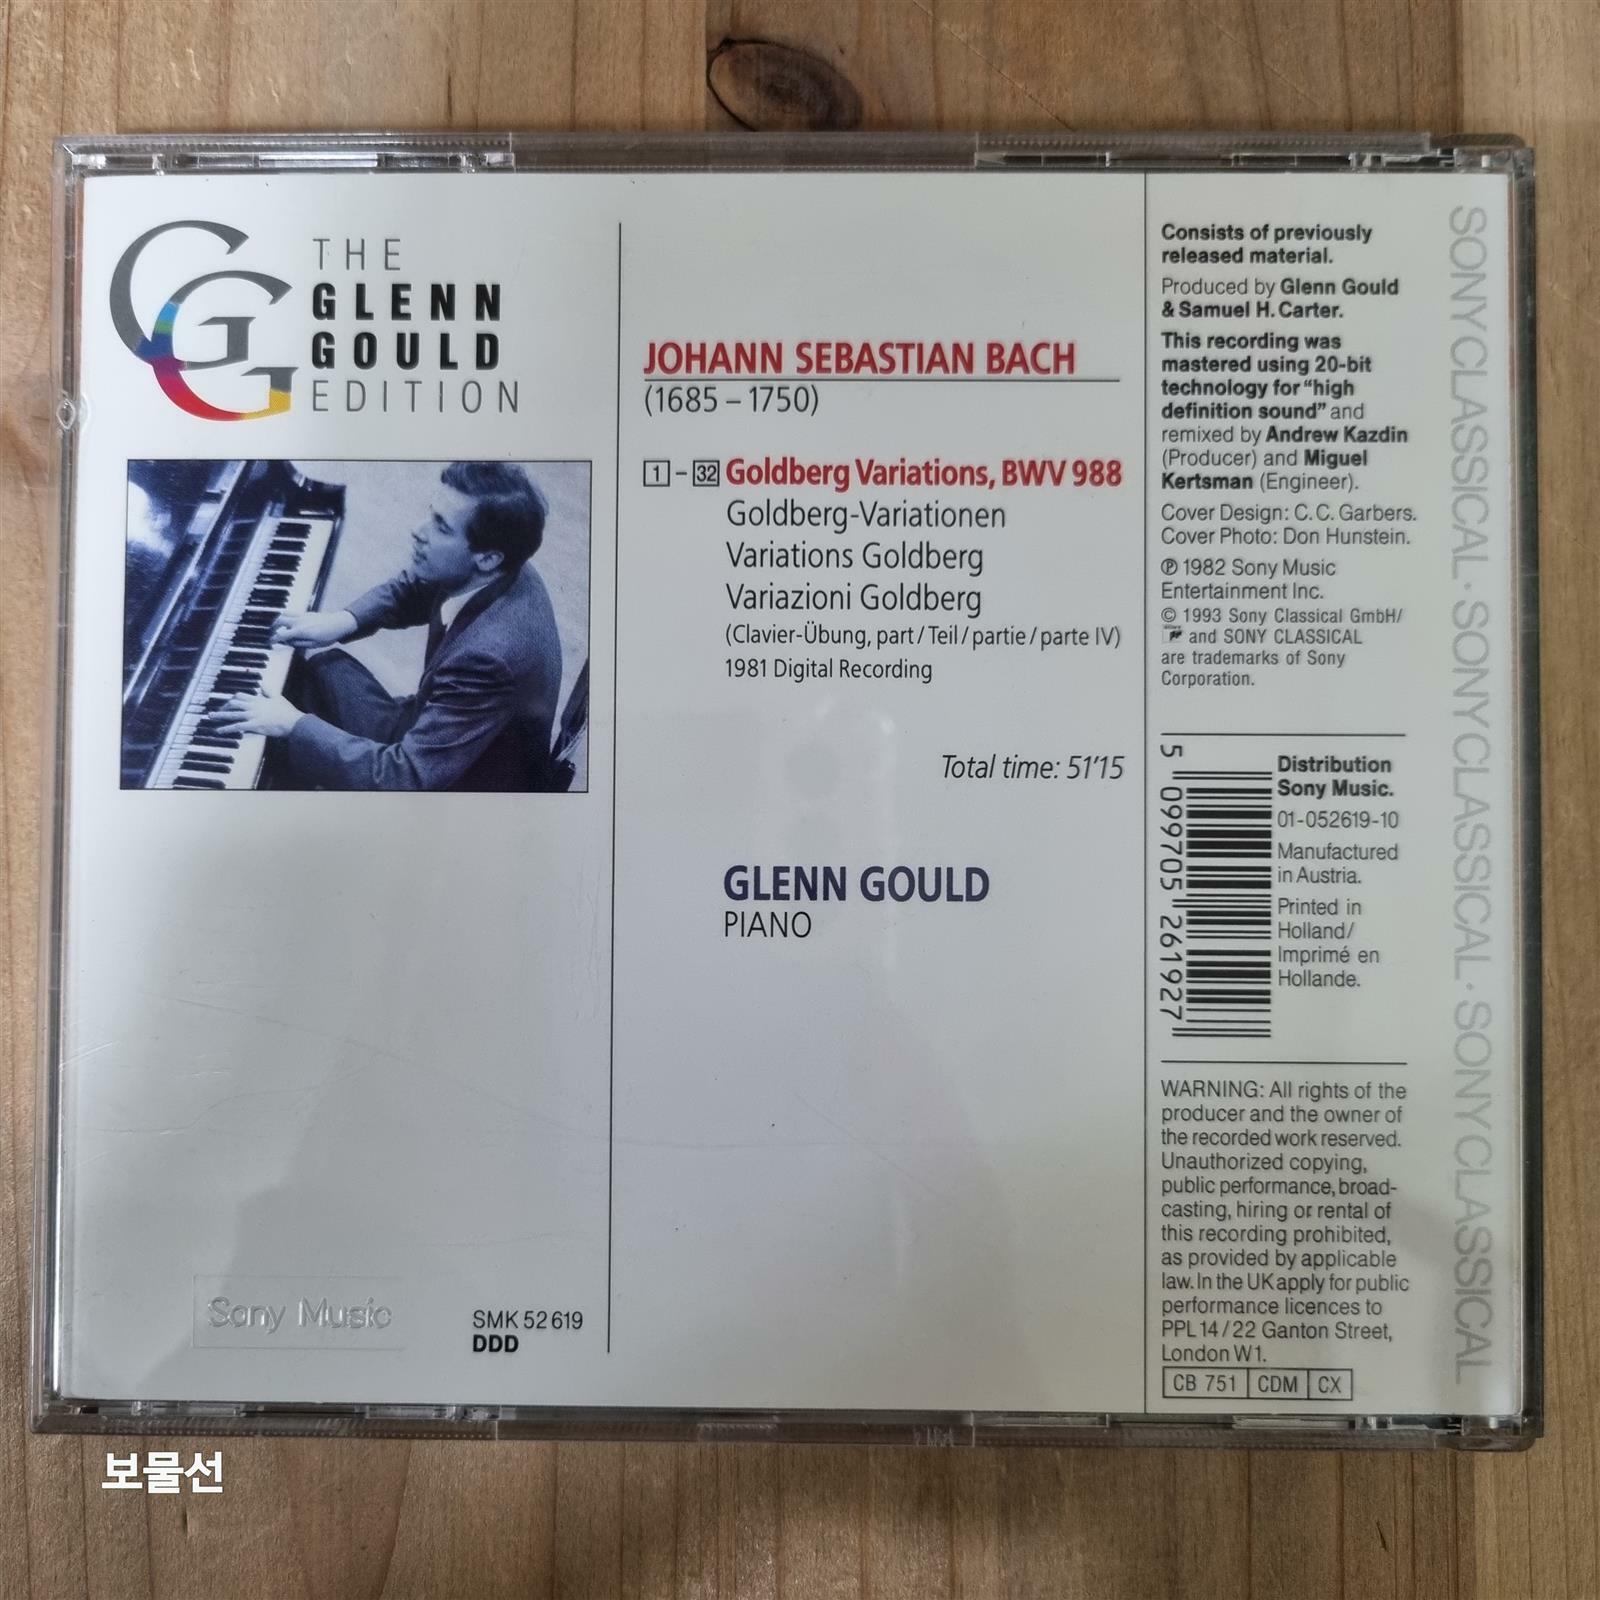 THE
GLENN
GOULD
EDITION
JOHANN SEBASTIAN BACH
(1685 – 1750)
1 – 32 Goldberg Variations, BWV 988
Goldberg-Variationen
Variations Goldberg
Variazioni Goldberg
(Clavier-Übung, part / Teil / partie / parte IV)
1981 Digital Recording
Total time: 51'15
GLENN GOULD
PIANO
Sony Music
SMK 52 619
DDD
Consists of previously
released material.
Produced by Glenn Gould
& Samuel H. Carter.
This recording was
mastered using 20-bit
technology for “high
definition sound” and
remixed by Andrew Kazdin
(Producer) and Miguel
Kertsman (Engineer).
Cover Design: C. C. Garbers.
Cover Photo: Don Hunstein.
℗ 1982 Sony Music
Entertainment Inc.
© 1993 Sony Classical GmbH/
and SONY CLASSICAL
are trademarks of Sony
Corporation.
5 099705 261927
Distribution
Sony Music.
01-052619-10
Manufactured
in Austria.
Printed in
Holland/
Imprimé en
Hollande.
WARNING: All rights of the
producer and the owner of
the recorded work reserved.
Unauthorized copying,
public performance, broad-
casting, hiring or rental of
this recording prohibited,
as provided by applicable
law. In the UK apply for public
performance licences to
PPL 14 / 22 Ganton Street,
London W1.
CB 751 CDM CX
SONY CLASSICAL · SONY CLASSICAL · SONY CLASSICAL
보물선